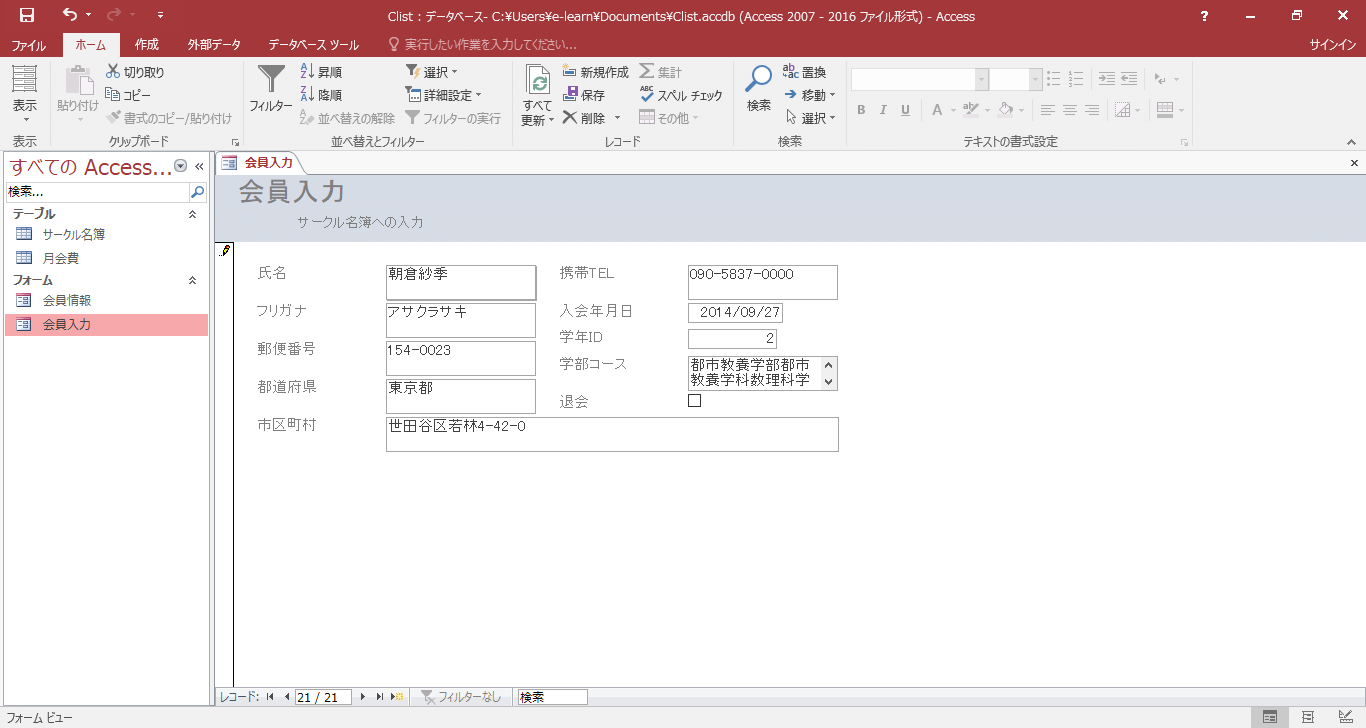 Clist : データベース- C:¥Users¥e-learn¥Documents¥Clist.accdb (Access 2007 - 2016 ファイル形式) - Access
?
ファイル ホーム 作成 外部データ データベース ツール 実行したい作業を入力してください... サインイン
表示
表示
貼り付け
切り取り
コピー
書式のコピー/貼り付け
クリップボード
フィルター
昇順
降順
並べ替えの解除
選択
詳細設定
フィルターの実行
並べ替えとフィルター
すべて
更新
新規作成
保存
削除
集計
スペル チェック
その他
レコード
検索
置換
移動
選択
検索
B I U A
テキストの書式設定
すべての Access...
検索...
テーブル
サークル名簿
月会費
フォーム
会員情報
会員入力
会員入力
会員入力
サークル名簿への入力
氏名 朝倉紗季
フリガナ アサクラサキ
郵便番号 154-0023
都道府県 東京都
市区町村 世田谷区若林4-42-0
携帯TEL 090-5837-0000
入会年月日 2014/09/27
学年ID 2
学部コース 都市教養学部都市
教養学科数理科学
退会
レコード: 21 / 21 フィルターなし 検索
フォーム ビュー